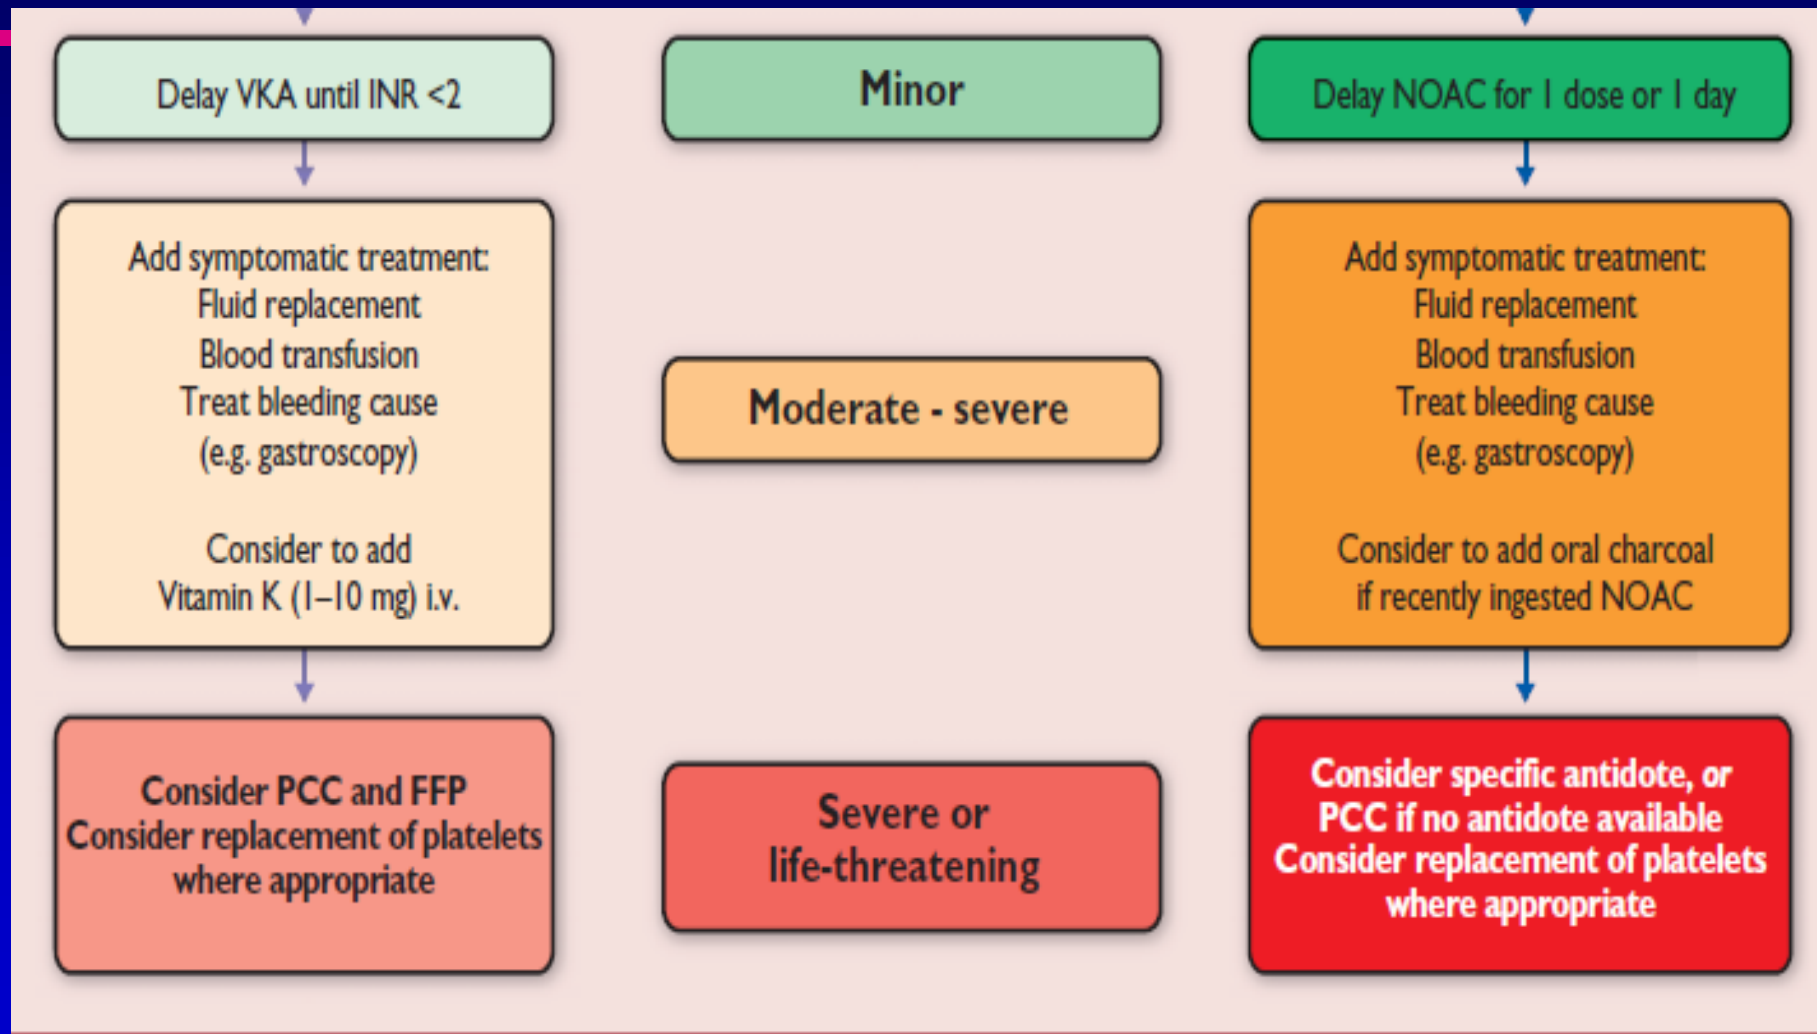 Delay VKA until INR <2
Minor
Delay NOAC for 1 dose or 1 day
Add symptomatic treatment:
Fluid replacement
Blood transfusion
Treat bleeding cause
(e.g. gastroscopy)
Consider to add
Vitamin K (1–10 mg) i.v.
Moderate - severe
Add symptomatic treatment:
Fluid replacement
Blood transfusion
Treat bleeding cause
(e.g. gastroscopy)
Consider to add oral charcoal
if recently ingested NOAC
Consider PCC and FFP
Consider replacement of platelets
where appropriate
Severe or
life-threatening
Consider specific antidote, or
PCC if no antidote available
Consider replacement of platelets
where appropriate